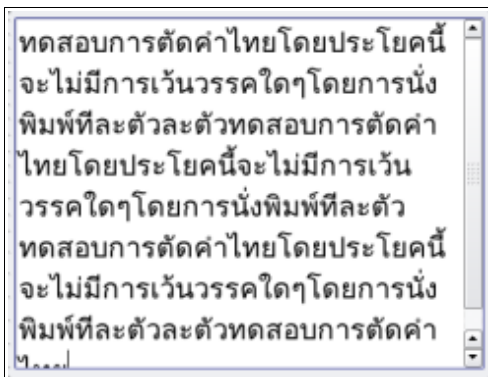 ทดสอบการตัดคำไทยโดยประโยคนี้
จะไม่มีการเว้นวรรคใดๆโดยการนั่ง
พิมพ์ทีละตัวละตัวทดสอบการตัดคำ
ไทยโดยประโยคนี้จะไม่มีการเว้น
วรรคใดๆโดยการนั่งพิมพ์ทีละตัว
ทดสอบการตัดคำไทยโดยประโยคนี้
จะไม่มีการเว้นวรรคใดๆโดยการนั่ง
พิมพ์ทีละตัวละตัวทดสอบการตัดคำ
ไทย